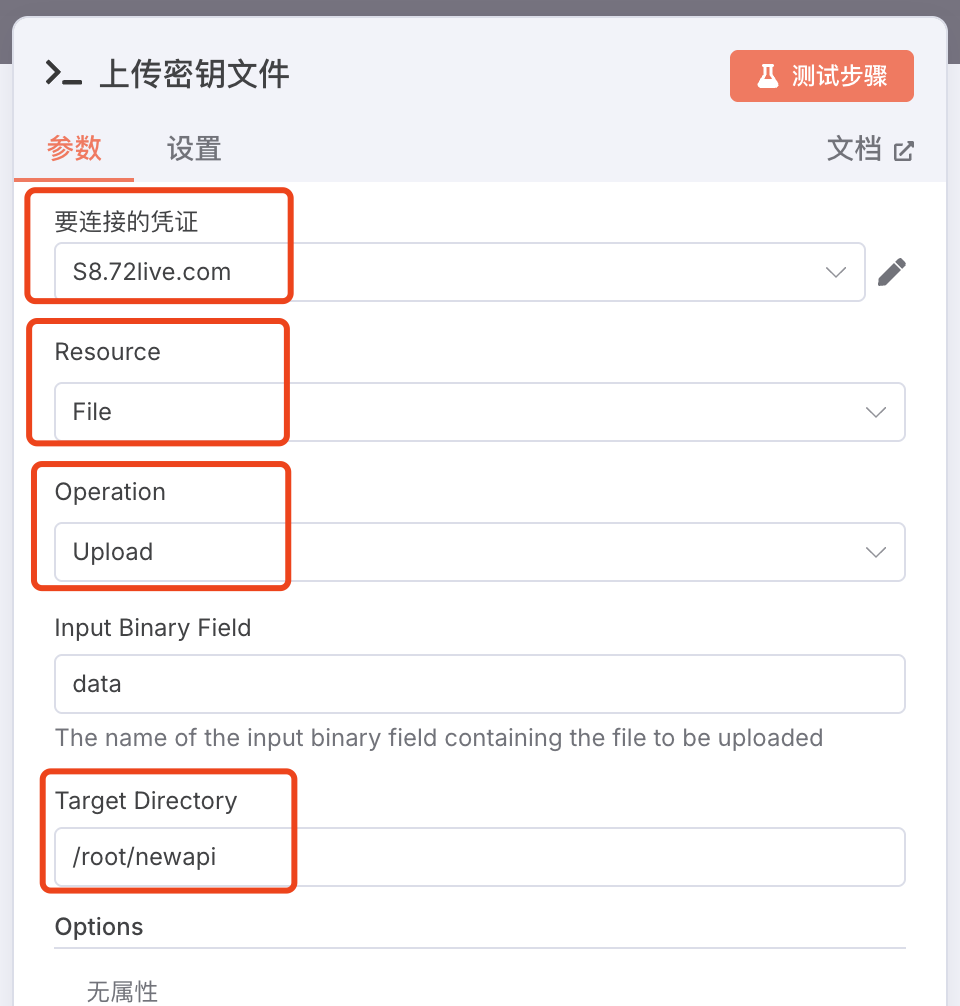 上传密钥文件
测试步骤
参数
设置
文档
要连接的凭证
S8.72live.com
Resource
File
Operation
Upload
Input Binary Field
data
The name of the input binary field containing the file to be uploaded
Target Directory
/root/newapi
Options
无属性